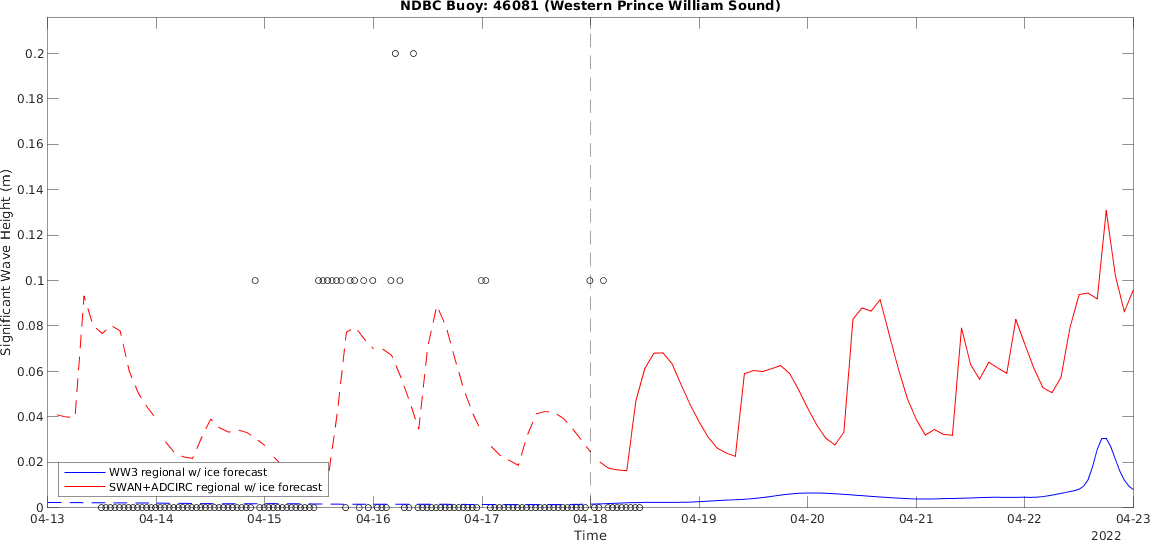 NDBC Buoy: 46081 (Western Prince William Sound)
Significant Wave Height (m)
0.2
0.18
0.16
0.14
0.12
0.1
0.08
0.06
0.04
0.02
0
WW3 regional w/ ice forecast
SWAN+ADCIRC regional w/ ice forecast
04-13 04-14 04-15 04-16 04-17 04-18 04-19 04-20 04-21 04-22 04-23
Time
2022